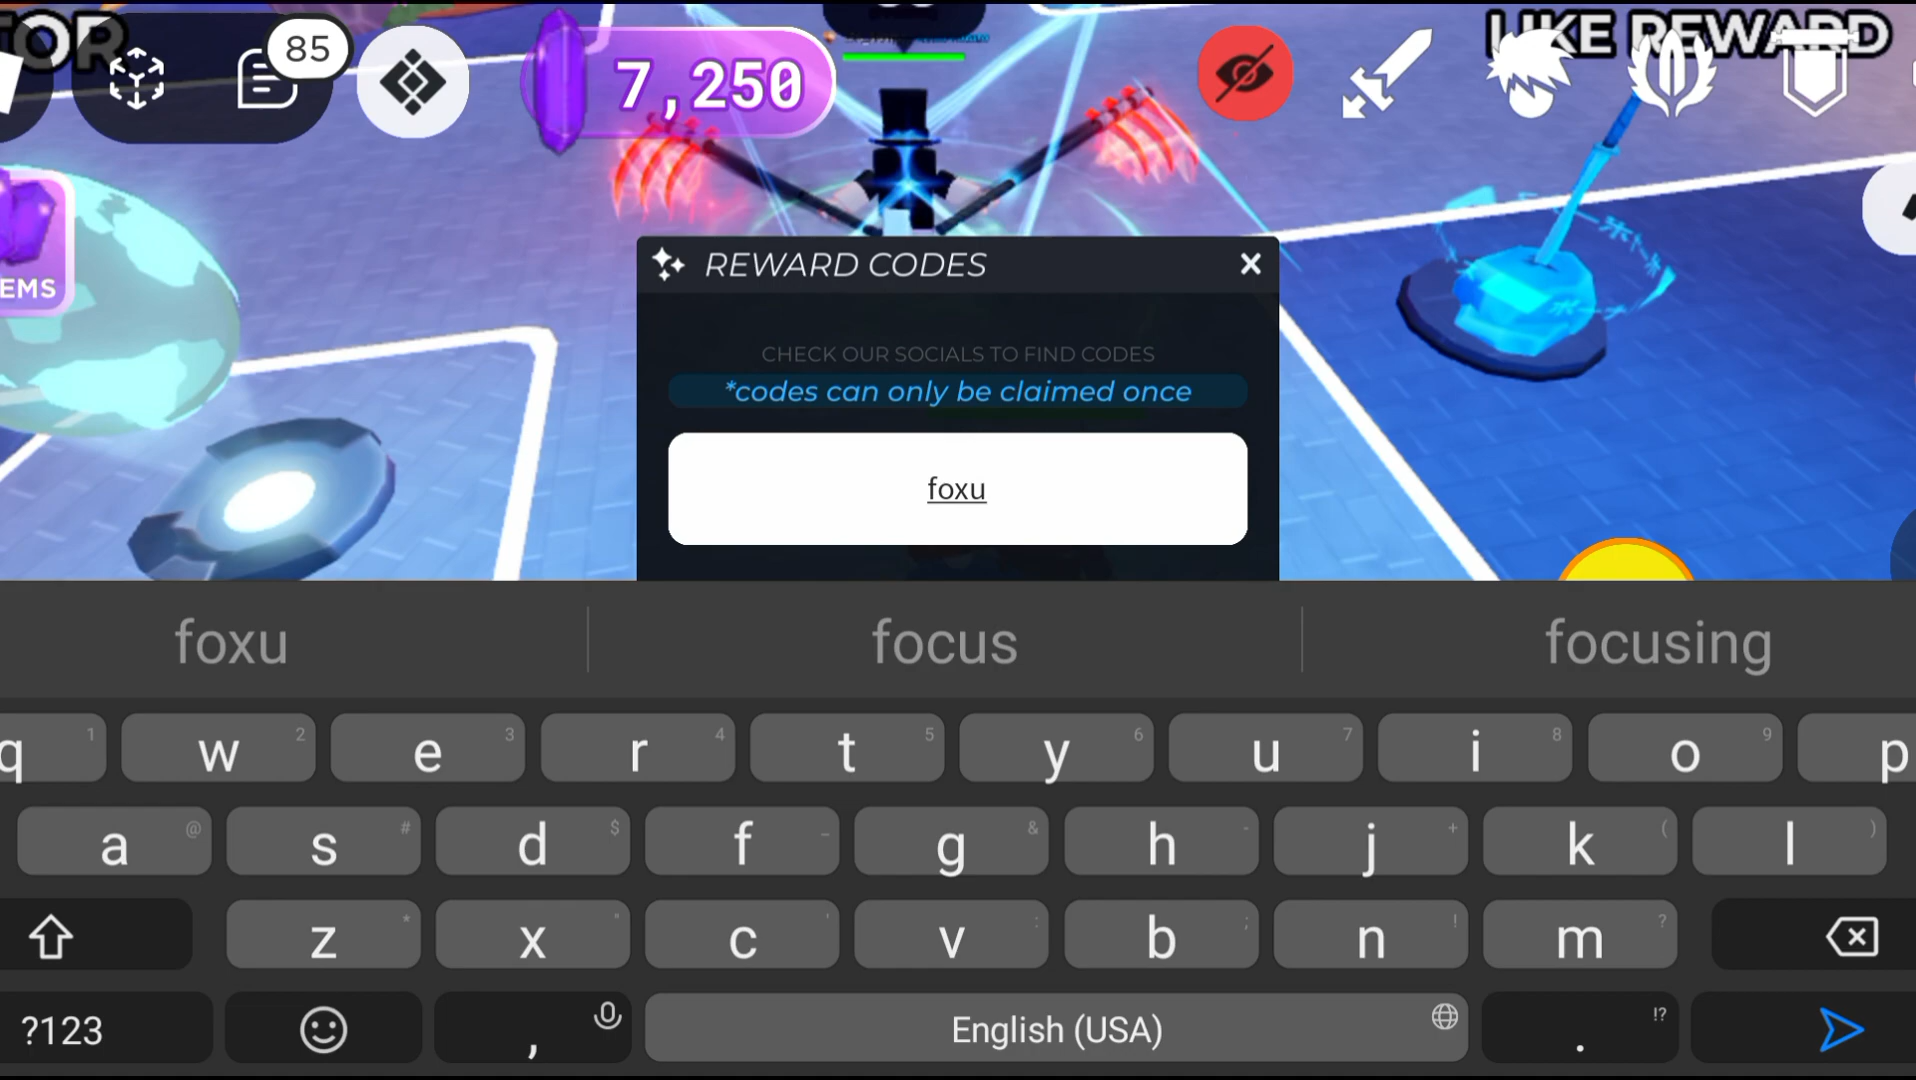 TOR
85
7,250
LIKE REWARD
EMS
REWARD CODES
CHECK OUR SOCIALS TO FIND CODES
*codes can only be claimed once
foxu
foxu focus focusing
q 1 w 2 e 3 r 4 t 5 y 6 u 7 i 8 o 9 p
a @ s # d $ f _ g & h - j + k ( l )
z * x " c ' v : b ; n ! m ?
?123 , English (USA) . !?